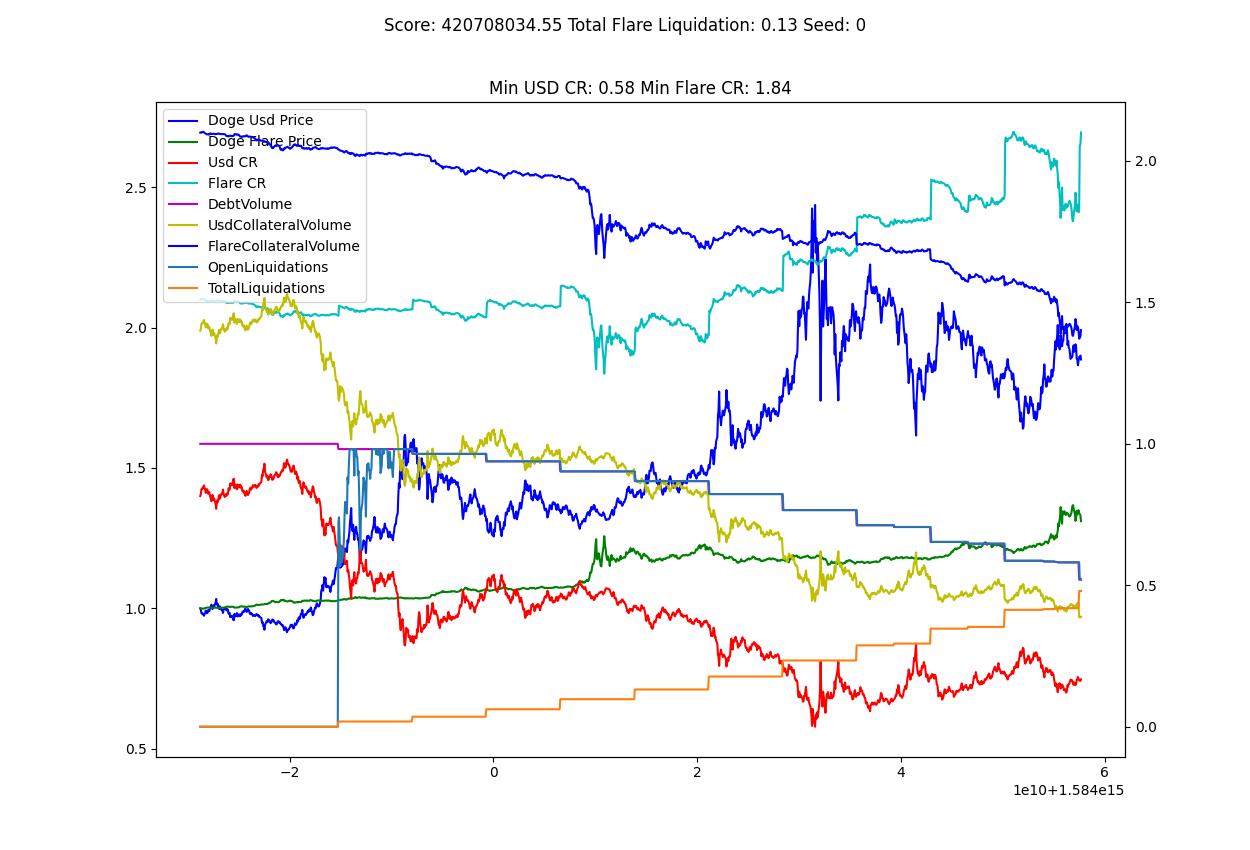 Score: 420708034.55 Total Flare Liquidation: 0.13 Seed: 0
Min USD CR: 0.58 Min Flare CR: 1.84
Doge Usd Price
Doge Flare Price
Usd CR
Flare CR
DebtVolume
UsdCollateralVolume
FlareCollateralVolume
OpenLiquidations
TotalLiquidations
2.5
2.0
1.5
1.0
0.5
2.0
1.5
1.0
0.5
0.0
−2 0 2 4 6
1e10+1.584e15